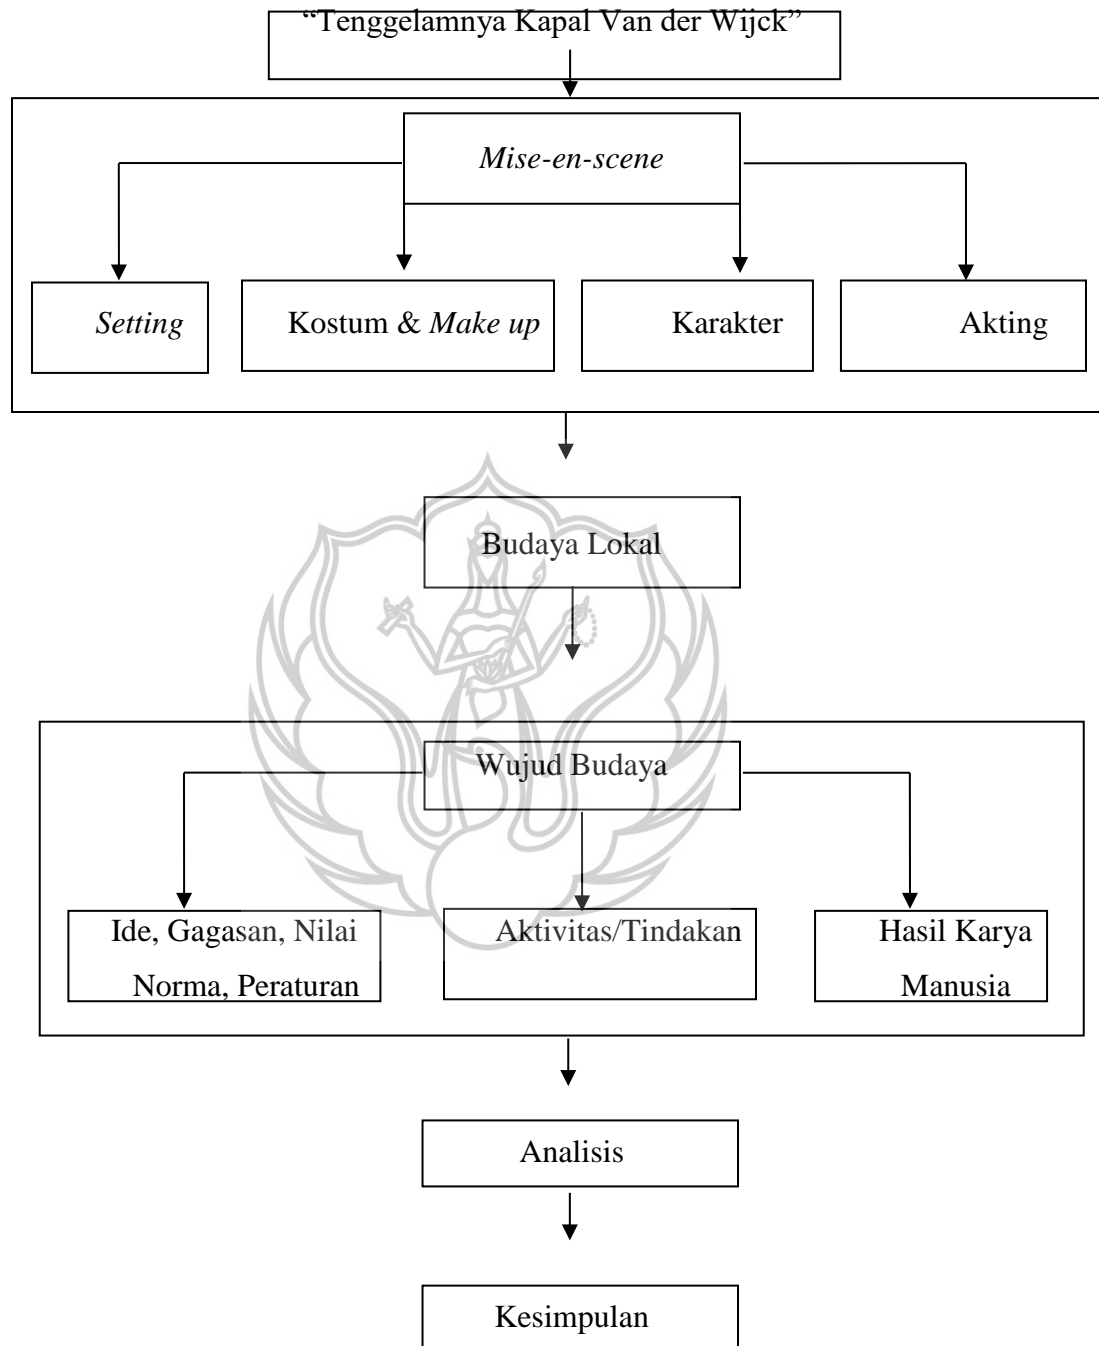 “Tenggelamnya Kapal Van der Wijck”
Mise-en-scene
Setting
Kostum & Make up
Karakter
Akting
Budaya Lokal
Wujud Budaya
Ide, Gagasan, Nilai
Norma, Peraturan
Aktivitas/Tindakan
Hasil Karya
Manusia
Analisis
Kesimpulan